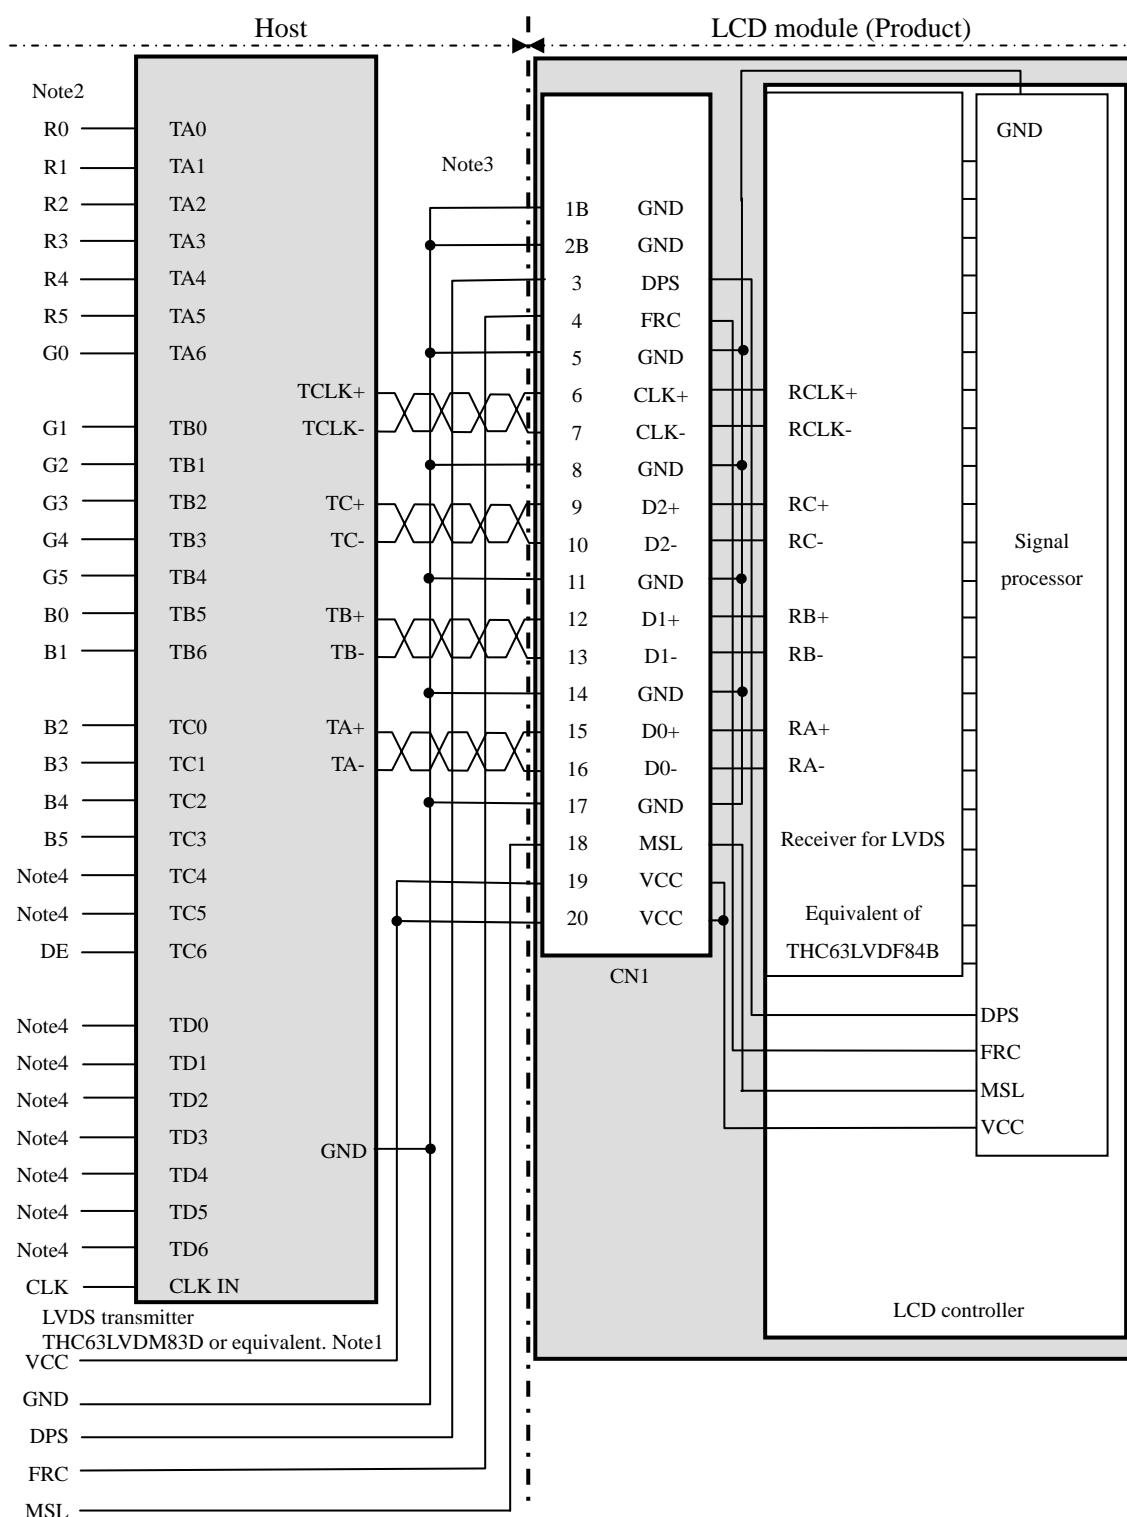 Host
LCD module (Product)
Note2
R0 TA0
R1 TA1
R2 TA2
R3 TA3
R4 TA4
R5 TA5
G0 TA6
G1 TB0
G2 TB1
G3 TB2
G4 TB3
G5 TB4
B0 TB5
B1 TB6
B2 TC0
B3 TC1
B4 TC2
B5 TC3
Note4 TC4
Note4 TC5
DE TC6
Note4 TD0
Note4 TD1
Note4 TD2
Note4 TD3
Note4 TD4
Note4 TD5
Note4 TD6
CLK CLK IN
TCLK+
TCLK-
TC+
TC-
TB+
TB-
TA+
TA-
GND
LVDS transmitter
THC63LVDM83D or equivalent. Note1
VCC
GND
DPS
FRC
MSL
Note3
1B GND
2B GND
3 DPS
4 FRC
5 GND
6 CLK+
7 CLK-
8 GND
9 D2+
10 D2-
11 GND
12 D1+
13 D1-
14 GND
15 D0+
16 D0-
17 GND
18 MSL
19 VCC
20 VCC
CN1
RCLK+
RCLK-
RC+
RC-
RB+
RB-
RA+
RA-
Receiver for LVDS
Equivalent of
THC63LVDF84B
GND
Signal
processor
DPS
FRC
MSL
VCC
LCD controller